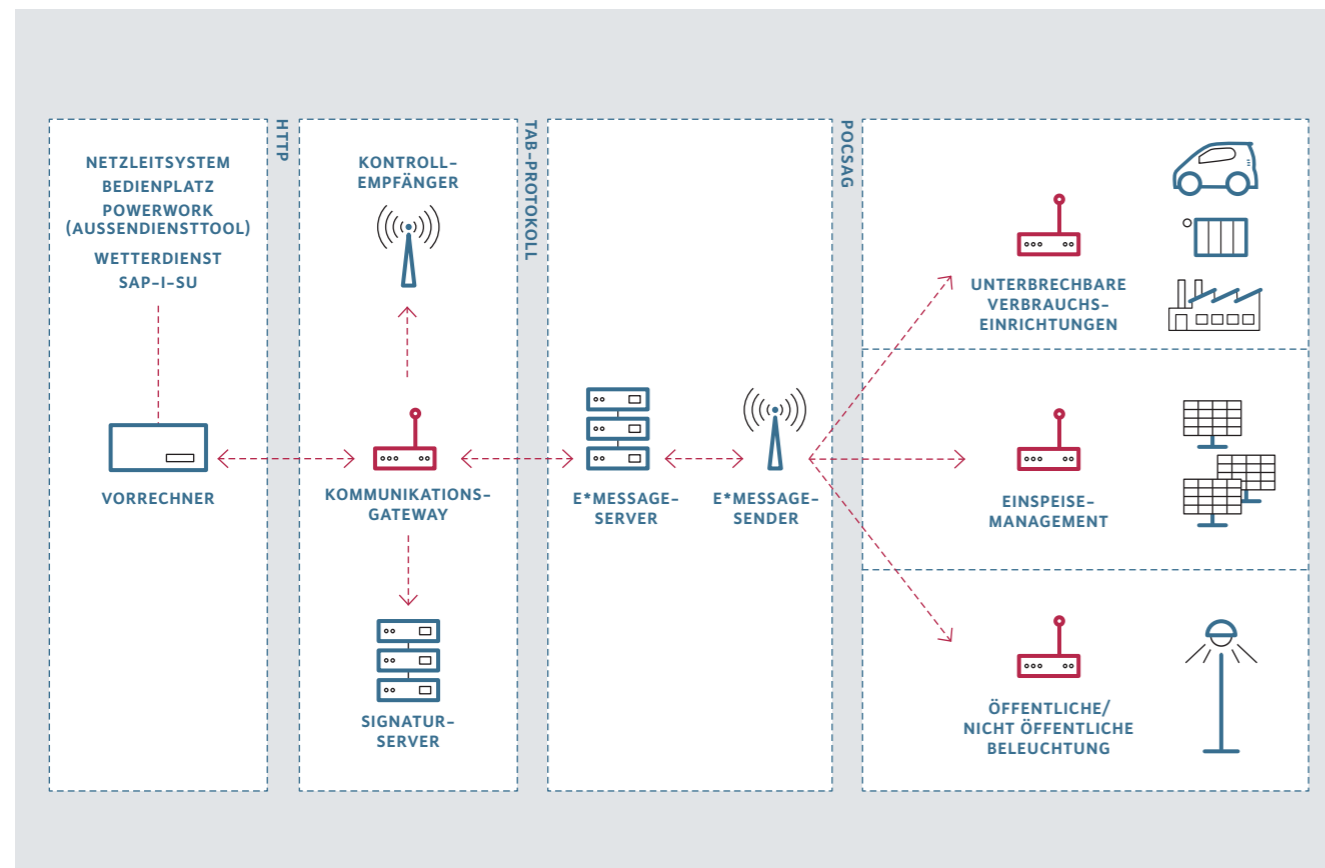 NETZLEITSYSTEM
BEDIENPLATZ
POWERWORK
(AUSSENDIENSTTOOL)
WETTERDIENST
SAP-I-SU
VORRECHNER
HTTP
KONTROLL-
EMPFÄNGER
KOMMUNIKATIONS-
GATEWAY
SIGNATUR-
SERVER
TAB-PROTOKOLL
E*MESSAGE-
SERVER
E*MESSAGE-
SENDER
POCSAG
UNTERBRECHBARE
VERBRAUCHS-
EINRICHTUNGEN
EINSPEISE-
MANAGEMENT
ÖFFENTLICHE/
NICHT ÖFFENTLICHE
BELEUCHTUNG